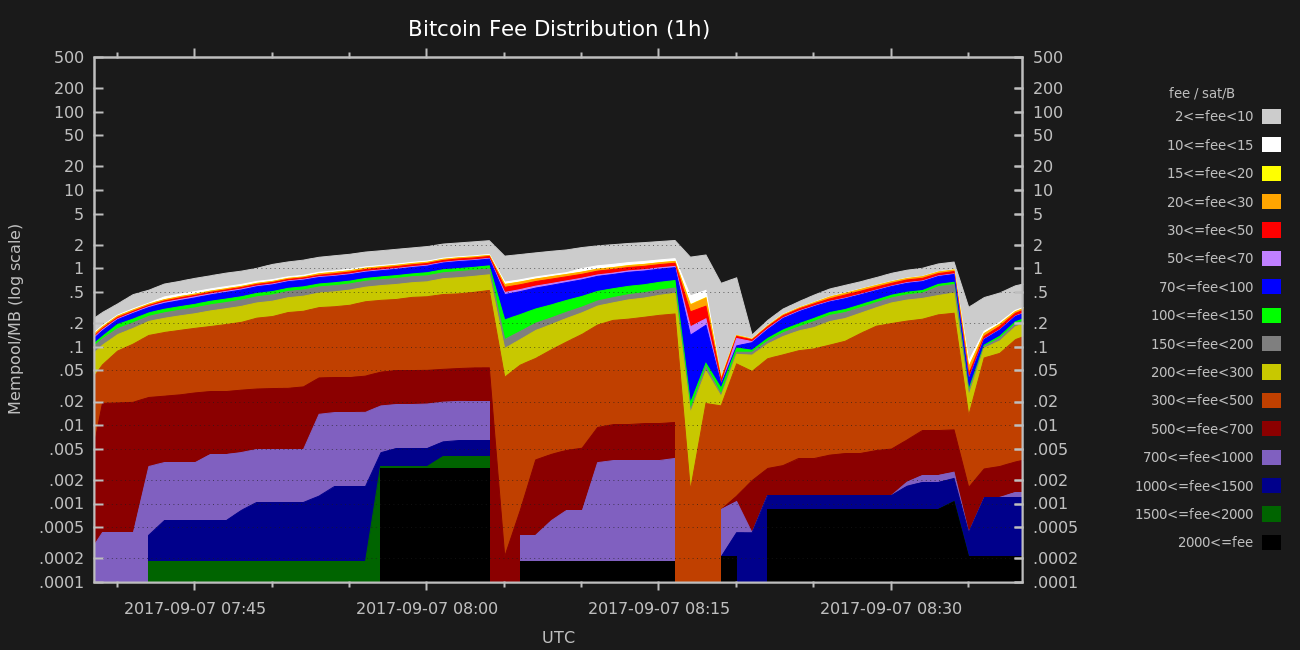 Bitcoin Fee Distribution (1h)
500 500
200 200
100 100
50 50
20 20
10 10
5 5
2 2
1 1
.5 .5
.2 .2
.1 .1
.05 .05
.02 .02
.01 .01
.005 .005
.002 .002
.001 .001
.0005 .0005
.0002 .0002
.0001 .0001
Mempool/MB (log scale)
2017-09-07 07:45 2017-09-07 08:00 2017-09-07 08:15 2017-09-07 08:30
UTC
fee / sat/B
2<=fee<10
10<=fee<15
15<=fee<20
20<=fee<30
30<=fee<50
50<=fee<70
70<=fee<100
100<=fee<150
150<=fee<200
200<=fee<300
300<=fee<500
500<=fee<700
700<=fee<1000
1000<=fee<1500
1500<=fee<2000
2000<=fee